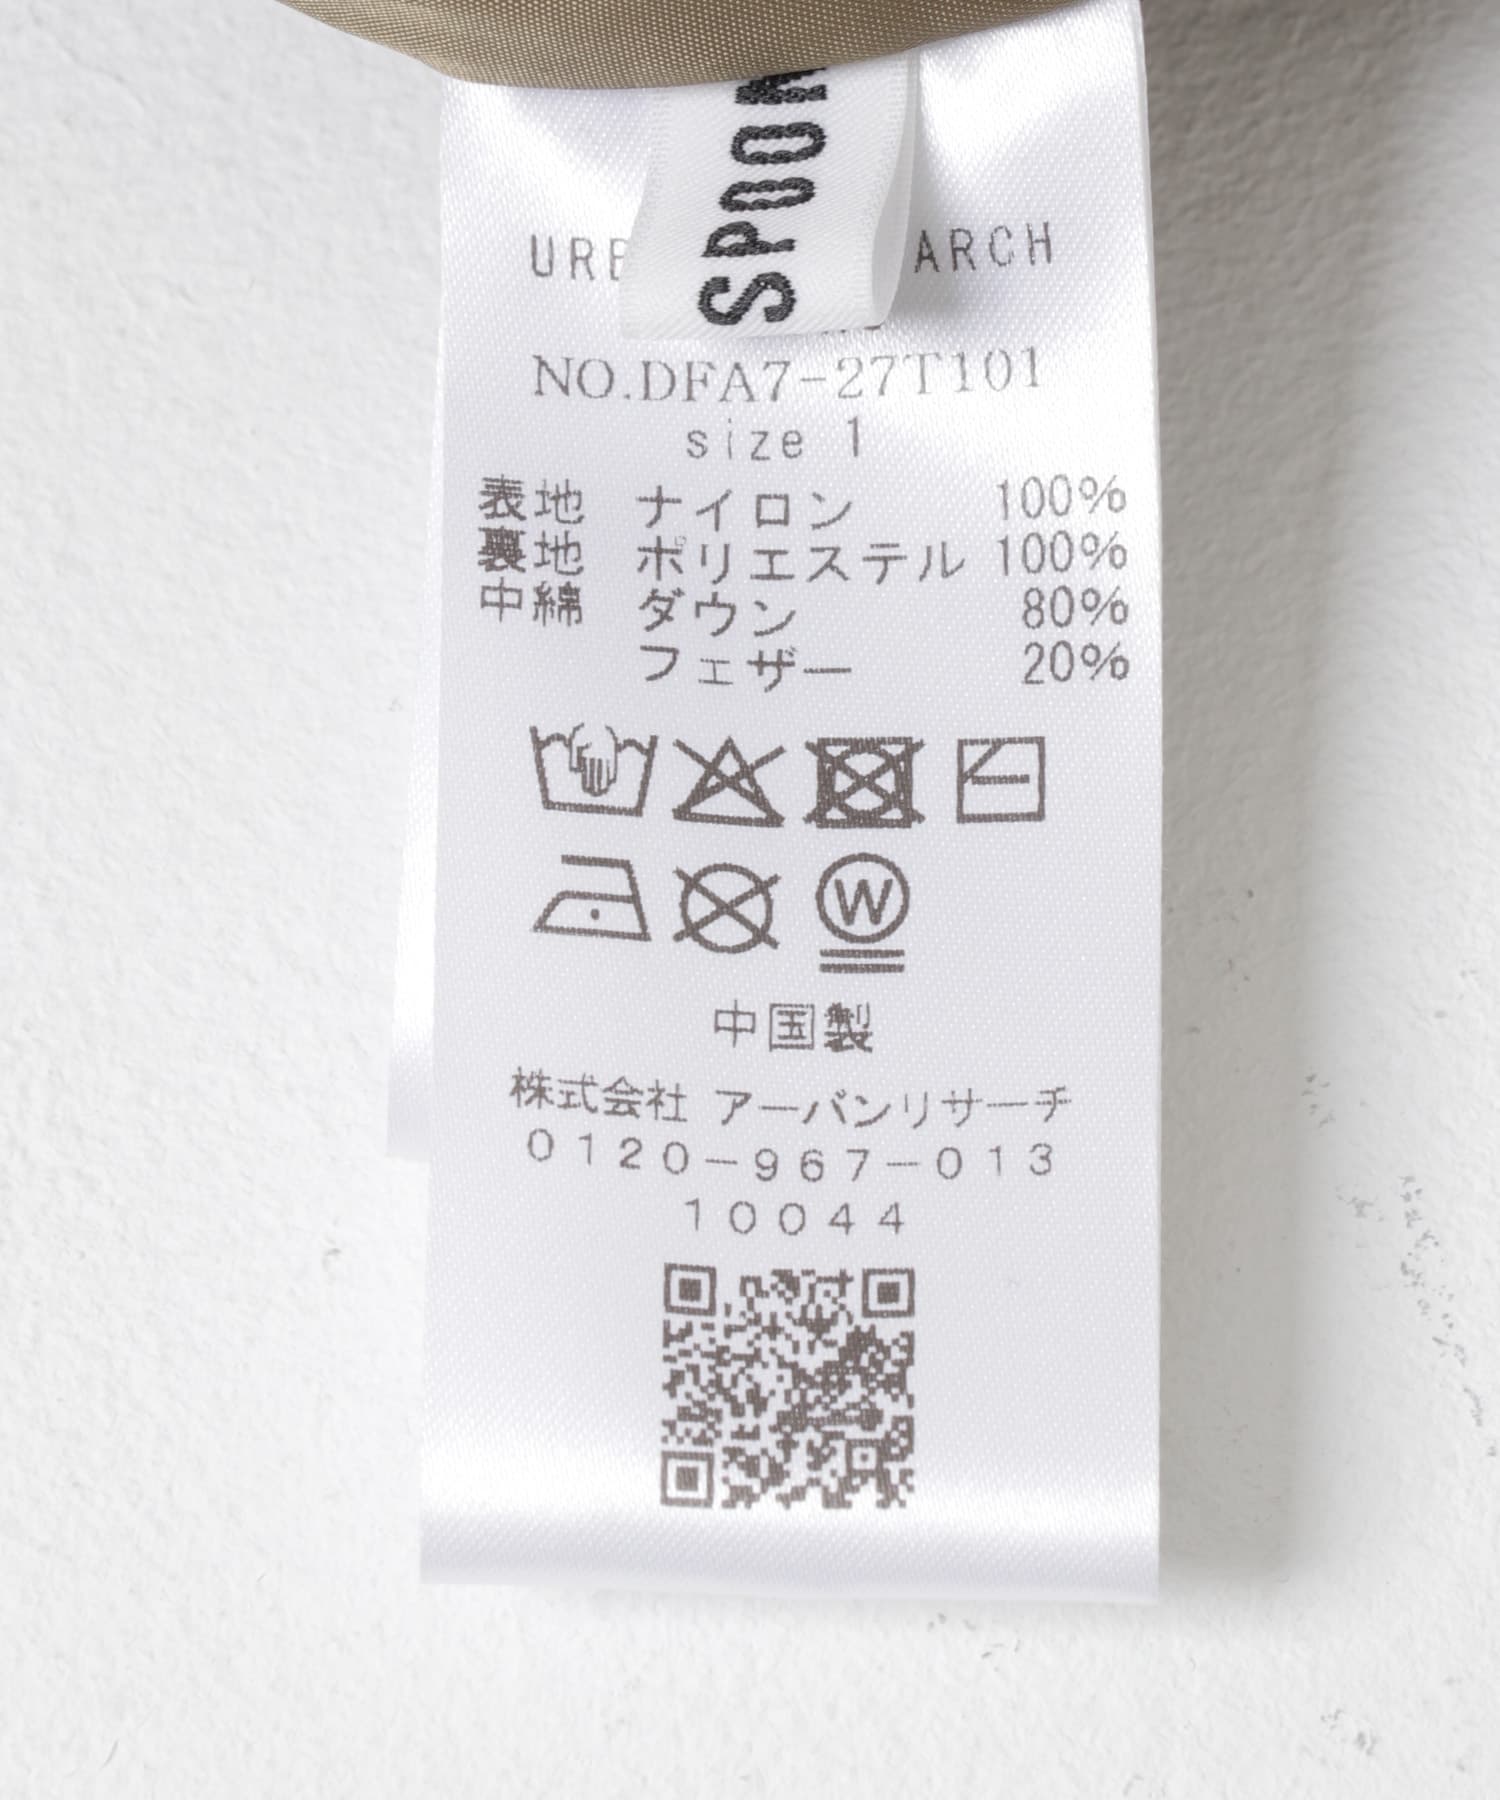 SPOON
ARCH
NO.DFA7-27T101
size 1
表地 ナイロン 100%
裏地 ポリエステル 100%
中綿 ダウン 80%
フェザー 20%
W
中国製
株式会社 アーバンリサーチ
0120-967-013
10044